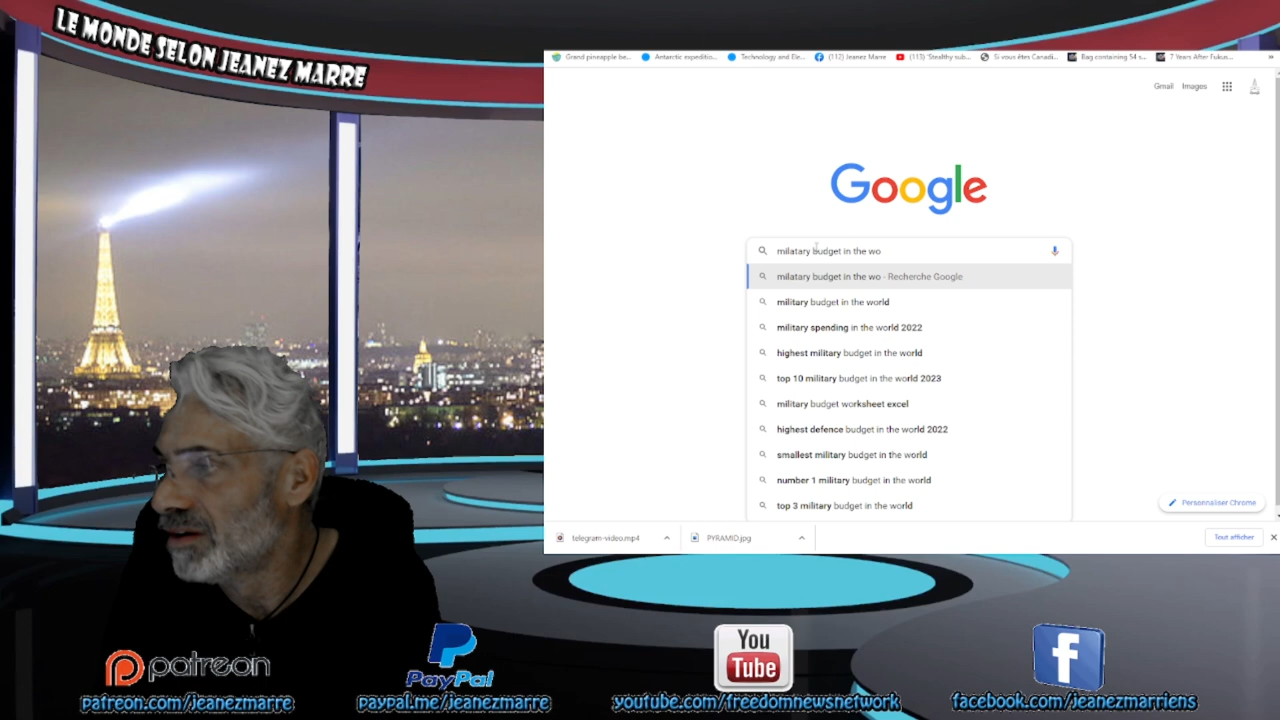 LE MONDE SELON JEANEZ MARRE
Grand pineapple be... Antarctic expeditio... Technology and Ele... (112) Jeanez Marre (113) 'Stealthy sub... Si vous êtes Canadi... Bag containing 54 s... 7 Years After Fukus... »
Gmail Images
Google
milatary budget in the wo
milatary budget in the wo - Recherche Google
military budget in the world
military spending in the world 2022
highest military budget in the world
top 10 military budget in the world 2023
military budget worksheet excel
highest defence budget in the world 2022
smallest military budget in the world
number 1 military budget in the world
top 3 military budget in the world
Personnaliser Chrome
telegram-video.mp4 PYRAMID.jpg Tout afficher
patreon PayPal You Tube f
patreon.com/jeanezmarre paypal.me/jeanezmarre youtube.com/freedomnewsnetwork facebook.com/jeanezmarriens